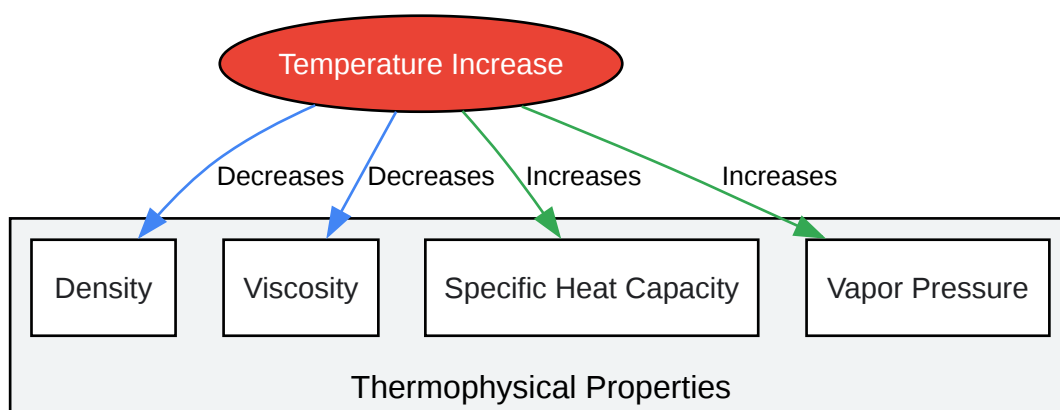 Temperature Increase
Decreases
Decreases
Increases
Increases
Density
Viscosity
Specific Heat Capacity
Vapor Pressure
Thermophysical Properties